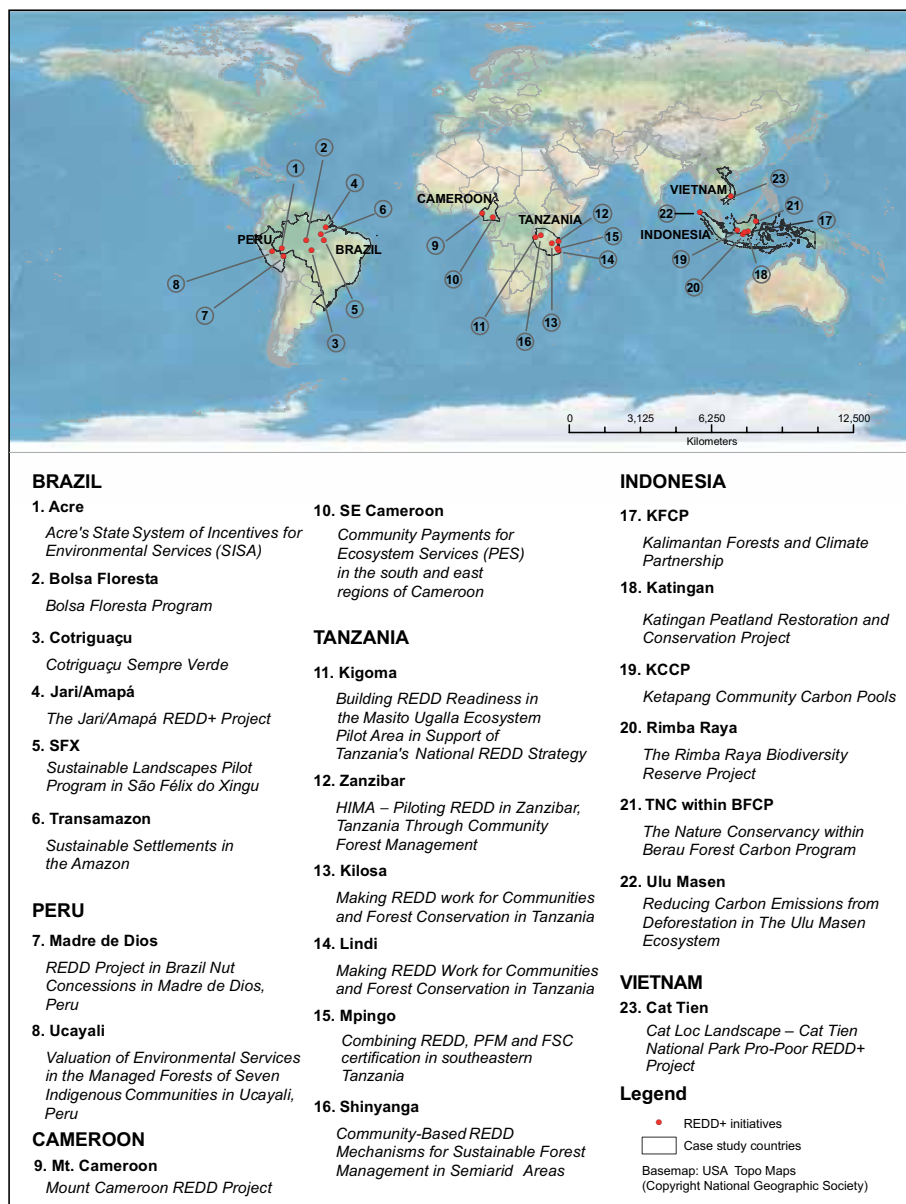 1
2
4
6
PERU
BRAZIL
8
7
5
3
CAMEROON
TANZANIA
9
10
12
15
14
11
16
13
VIETNAM
23
22
INDONESIA
21
17
19
20
18
0
3,125
6,250
12,500
Kilometers
BRAZIL
1. Acre
Acre's State System of Incentives for
Environmental Services (SISA)
2. Bolsa Floresta
Bolsa Floresta Program
3. Cotriguaçu
Cotriguaçu Sempre Verde
4. Jari/Amapá
The Jari/Amapá REDD+ Project
5. SFX
Sustainable Landscapes Pilot
Program in São Félix do Xingu
6. Transamazon
Sustainable Settlements in
the Amazon
PERU
7. Madre de Dios
REDD Project in Brazil Nut
Concessions in Madre de Dios,
Peru
8. Ucayali
Valuation of Environmental Services
in the Managed Forests of Seven
Indigenous Communities in Ucayali,
Peru
CAMEROON
9. Mt. Cameroon
Mount Cameroon REDD Project
10. SE Cameroon
Community Payments for
Ecosystem Services (PES)
in the south and east
regions of Cameroon
TANZANIA
11. Kigoma
Building REDD Readiness in
the Masito Ugalla Ecosystem
Pilot Area in Support of
Tanzania's National REDD Strategy
12. Zanzibar
HIMA – Piloting REDD in Zanzibar,
Tanzania Through Community
Forest Management
13. Kilosa
Making REDD work for Communities
and Forest Conservation in Tanzania
14. Lindi
Making REDD Work for Communities
and Forest Conservation in Tanzania
15. Mpingo
Combining REDD, PFM and FSC
certification in southeastern
Tanzania
16. Shinyanga
Community-Based REDD
Mechanisms for Sustainable Forest
Management in Semiarid Areas
INDONESIA
17. KFCP
Kalimantan Forests and Climate
Partnership
18. Katingan
Katingan Peatland Restoration and
Conservation Project
19. KCCP
Ketapang Community Carbon Pools
20. Rimba Raya
The Rimba Raya Biodiversity
Reserve Project
21. TNC within BFCP
The Nature Conservancy within
Berau Forest Carbon Program
22. Ulu Masen
Reducing Carbon Emissions from
Deforestation in The Ulu Masen
Ecosystem
VIETNAM
23. Cat Tien
Cat Loc Landscape – Cat Tien
National Park Pro-Poor REDD+
Project
Legend
REDD+ initiatives
Case study countries
Basemap: USA Topo Maps
(Copyright National Geographic Society)